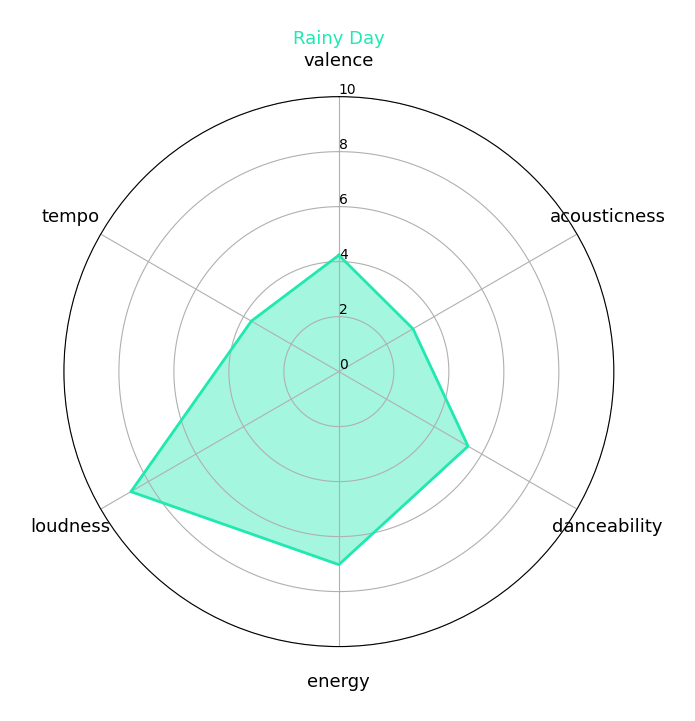 Rainy Day
valence
10
8
6
4
2
0
tempo
acousticness
loudness
danceability
energy